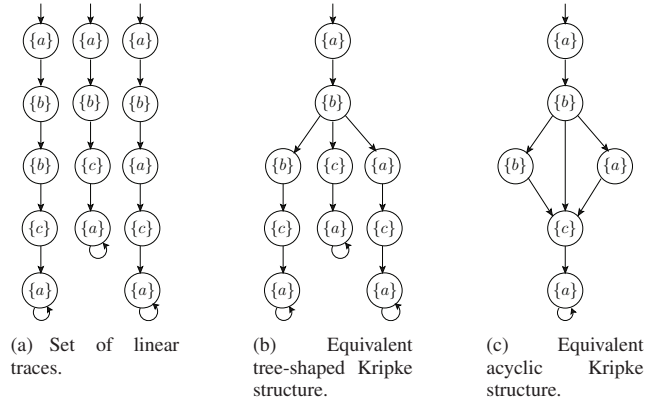 {a} {a} {a} {a} {a}
{b} {b} {b} {b} {b}
{b} {c} {a} {b} {c} {a} {b} {a}
{c} {a} {c} {c} {a} {c} {c}
{a} {a} {a} {a} {a}
(a) Set of linear
traces.
(b) Equivalent
tree-shaped Kripke
structure.
(c) Equivalent
acyclic Kripke
structure.